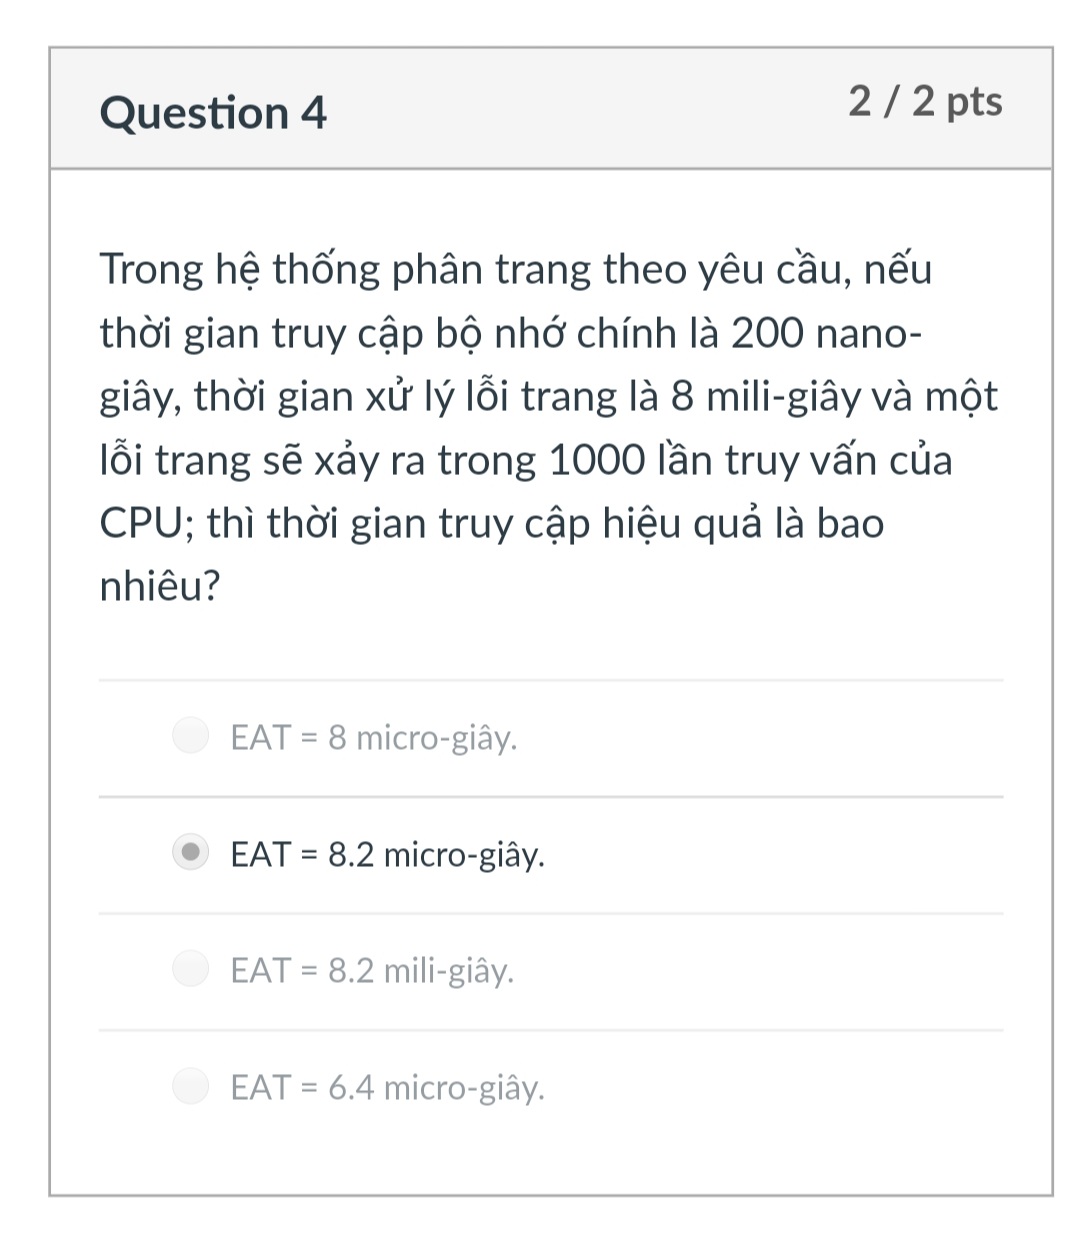 Question 4
2 / 2 pts
Trong hệ thống phân trang theo yêu cầu, nếu
thời gian truy cập bộ nhớ chính là 200 nano-
giây, thời gian xử lý lỗi trang là 8 mili-giây và một
lỗi trang sẽ xảy ra trong 1000 lần truy vấn của
CPU; thì thời gian truy cập hiệu quả là bao
nhiêu?
EAT = 8 micro-giây.
EAT = 8.2 micro-giây.
EAT = 8.2 mili-giây.
EAT = 6.4 micro-giây.